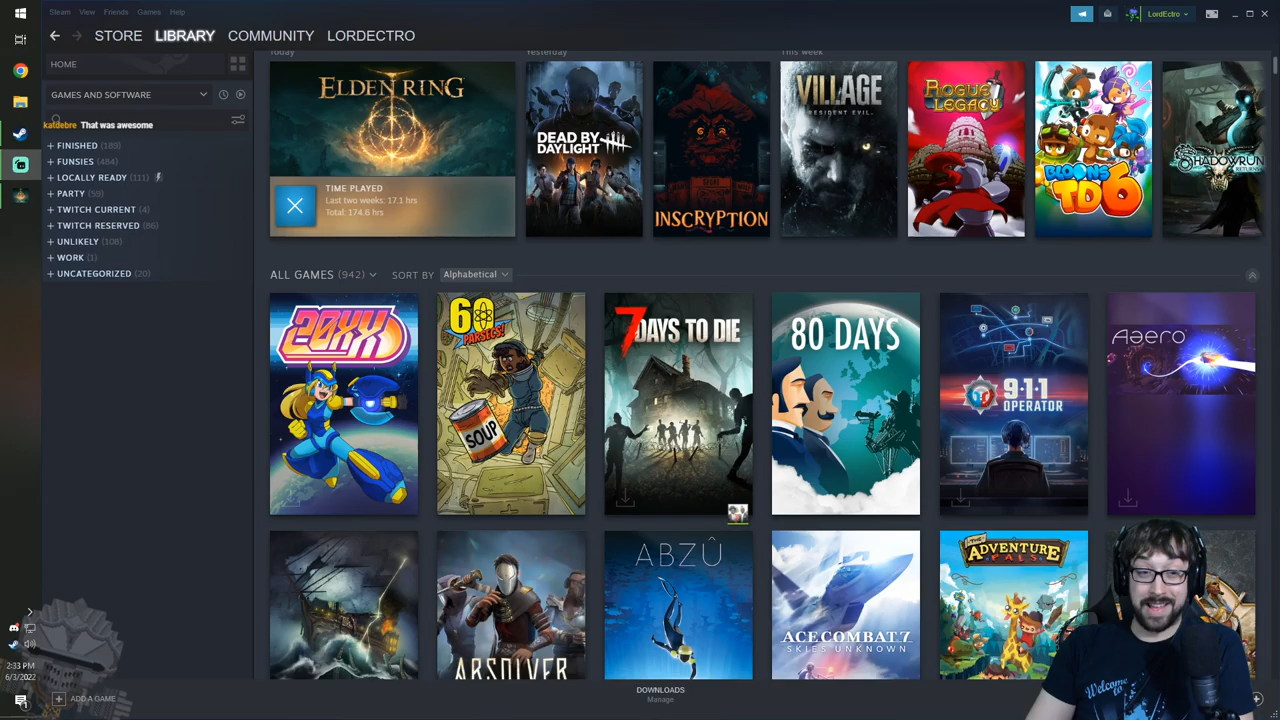 Steam View Friends Games Help
LordEctro
STORE LIBRARY COMMUNITY LORDECTRO
HOME
GAMES AND SOFTWARE
katdebre That was awesome
+ FINISHED (189)
+ FUNSIES (484)
+ LOCALLY READY (111)
+ PARTY (59)
+ TWITCH CURRENT (4)
+ TWITCH RESERVED (86)
+ UNLIKELY (108)
+ WORK (1)
+ UNCATEGORIZED (20)
Today
Yesterday
This week
ELDEN RING
TIME PLAYED
Last two weeks: 17.1 hrs
Total: 174.6 hrs
DEAD BY
DAYLIGHT
INSCRYPTION
VILLAGE
RESIDENT EVIL
ROGUE
LEGACY
BLOONS
TD6
SHADOWRUN
RETURNS
ALL GAMES (942)
SORT BY Alphabetical
20XX
60
PARSECS!
SOUP
7 DAYS TO DIE
80 DAYS
9-1-1
OPERATOR
Aaero
ABSOLVER
ABZÛ
ACE COMBAT 7
SKIES UNKNOWN
THE
ADVENTURE
PALS
Welcome to
2:33 PM
6/3/2022
+ ADD A GAME
DOWNLOADS
Manage